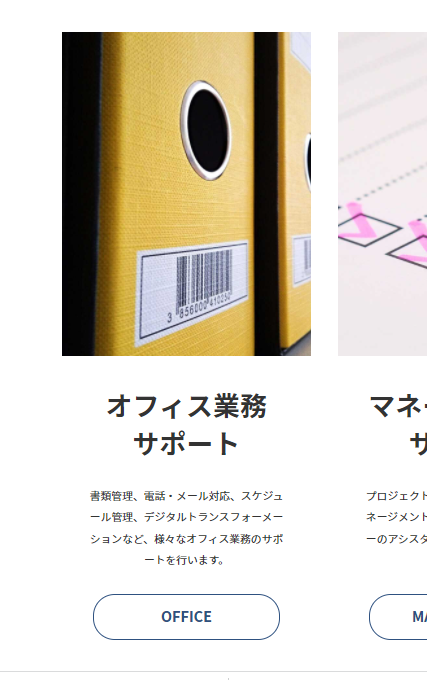 3 856000 410250
オフィス業務
サポート
書類管理、電話・メール対応、スケジュ
ール管理、デジタルトランスフォーメー
ションなど、様々なオフィス業務のサポ
ートを行います。
OFFICE
マネー
サ
プロジェクト
ネージメント
ーのアシスタ
MA